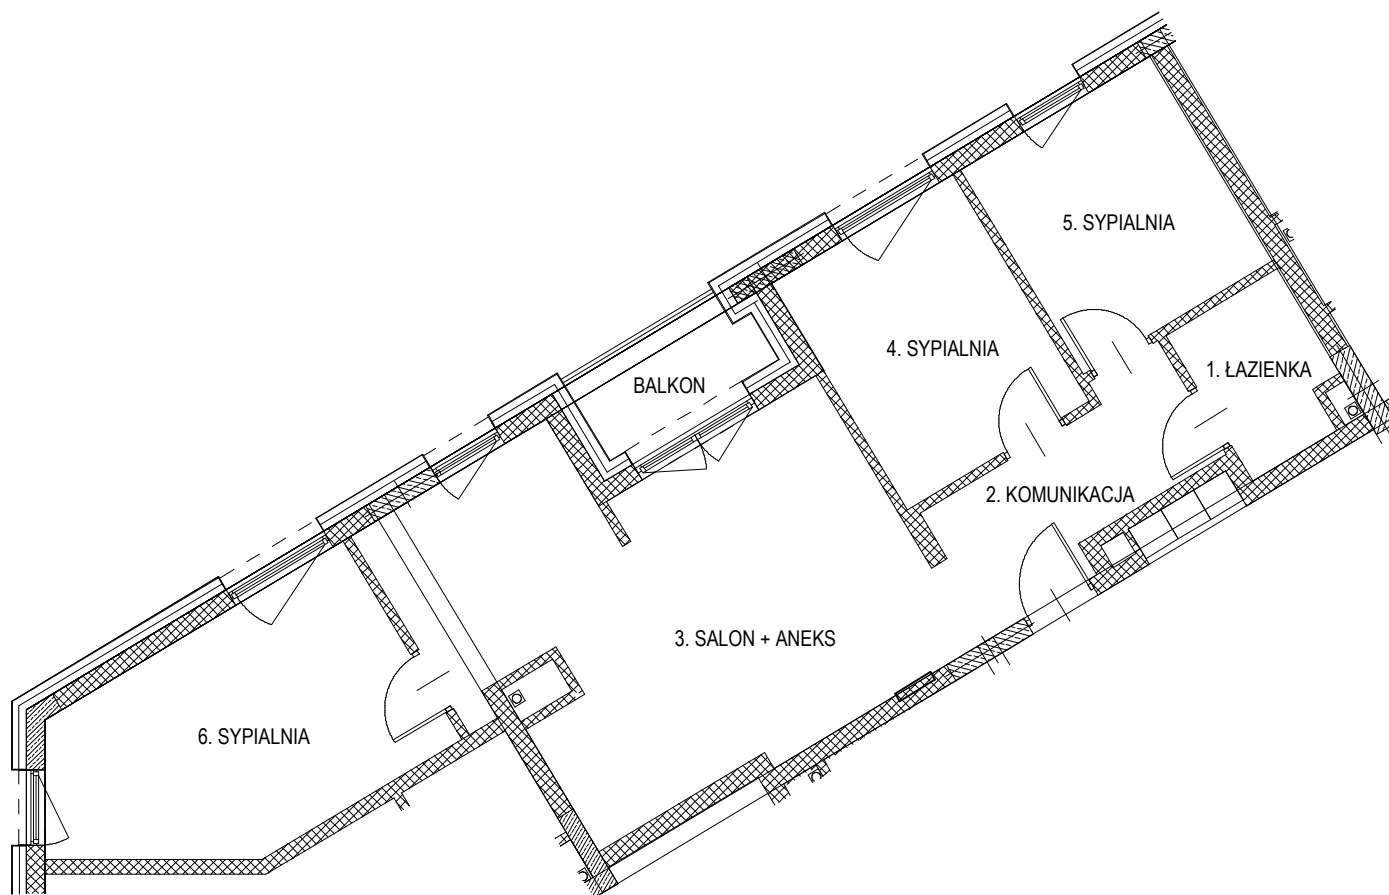 5. SYPIALNIA
4. SYPIALNIA
1. ŁAZIENKA
BALKON
2. KOMUNIKACJA
3. SALON + ANEKS
6. SYPIALNIA